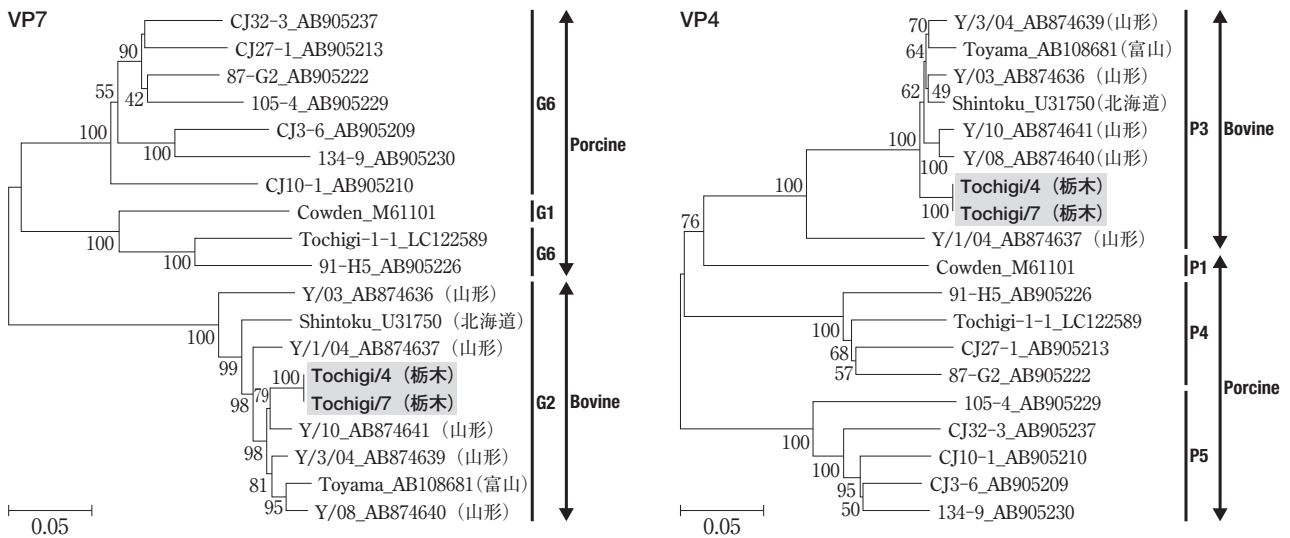 VP7
CJ32-3_AB905237
CJ27-1_AB905213
90
87-G2_AB905222
55
42
105-4_AB905229
G6
CJ3-6_AB905209
100
Porcine
100
134-9_AB905230
CJ10-1_AB905210
Cowden_M61101
G1
100
Tochigi-1-1_LC122589
G6
100
91-H5_AB905226
Y/03_AB874636 (山形)
Shintoku_U31750 (北海道)
100
Y/1/04_AB874637 (山形)
99
100
Tochigi/4 (栃木)
79
98
Tochigi/7 (栃木)
G2
Bovine
Y/10_AB874641 (山形)
98
Y/3/04_AB874639 (山形)
81
Toyama_AB108681(富山)
95
Y/08_AB874640 (山形)
0.05
VP4
70
Y/3/04_AB874639(山形)
64
Toyama_AB108681(富山)
Y/03_AB874636 (山形)
62
49
Shintoku_U31750(北海道)
Y/10_AB874641(山形)
P3
Bovine
100
Y/08_AB874640(山形)
100
100
Tochigi/4 (栃木)
100
Tochigi/7 (栃木)
76
Y/1/04_AB874637 (山形)
Cowden_M61101
P1
91-H5_AB905226
100
Tochigi-1-1_LC122589
P4
68
CJ27-1_AB905213
57
87-G2_AB905222
Porcine
105-4_AB905229
100
CJ32-3_AB905237
100
CJ10-1_AB905210
P5
95
CJ3-6_AB905209
50
134-9_AB905230
0.05